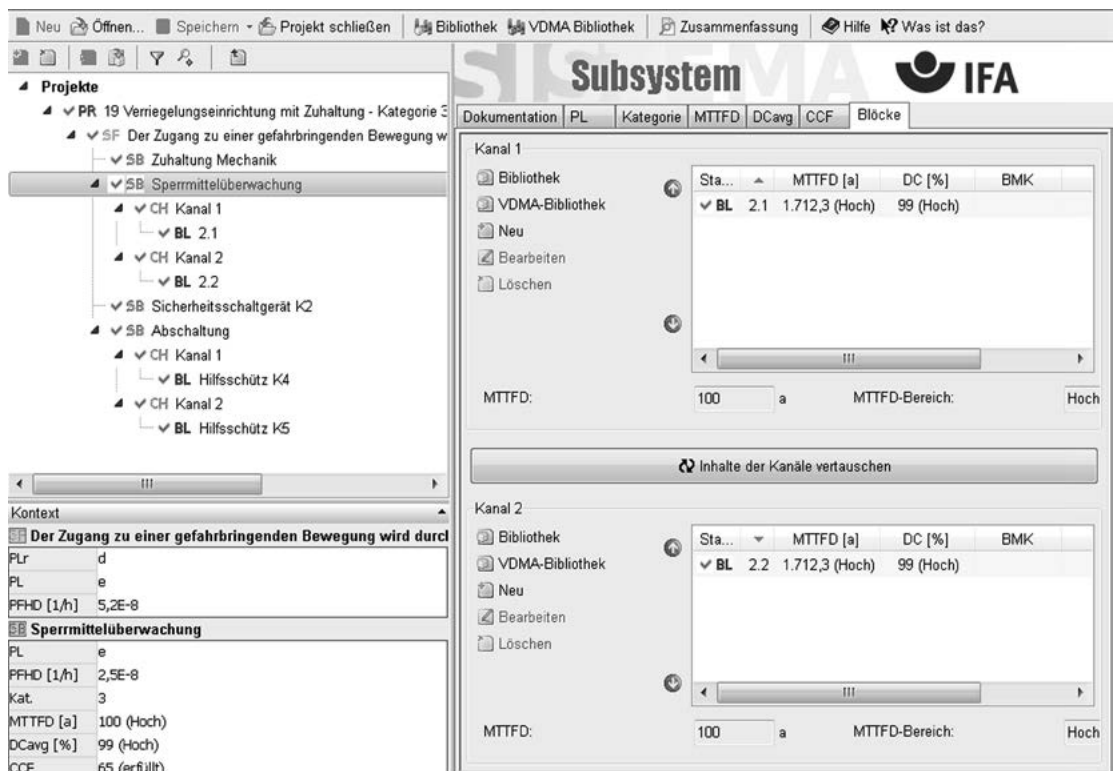 Neu Öffnen... Speichern Projekt schließen Bibliothek VDMA Bibliothek Zusammenfassung Hilfe Was ist das?
Projekte
PR 19 Verriegelungseinrichtung mit Zuhaltung - Kategorie 3
SF Der Zugang zu einer gefahrbringenden Bewegung w
SB Zuhaltung Mechanik
SB Sperrmittelüberwachung
CH Kanal 1
BL 2.1
CH Kanal 2
BL 2.2
SB Sicherheitsschaltgerät K2
SB Abschaltung
CH Kanal 1
BL Hilfsschütz K4
CH Kanal 2
BL Hilfsschütz K5
Kontext
SF Der Zugang zu einer gefahrbringenden Bewegung wird durcl
PLr d
PL e
PFHD [1/h] 5,2E-8
SB Sperrmittelüberwachung
PL e
PFHD [1/h] 2,5E-8
Kat. 3
MTTFD [a] 100 (Hoch)
DCavg [%] 99 (Hoch)
CCF 65 (erfüllt)
SISTEMA
Subsystem
IFA
Dokumentation PL Kategorie MTTFD DCavg CCF Blöcke
Kanal 1
Bibliothek
VDMA-Bibliothek
Neu
Bearbeiten
Löschen
Sta... MTTFD [a] DC [%] BMK
BL 2.1 1.712,3 (Hoch) 99 (Hoch)
MTTFD: 100 a MTTFD-Bereich: Hoch
Inhalte der Kanäle vertauschen
Kanal 2
Bibliothek
VDMA-Bibliothek
Neu
Bearbeiten
Löschen
Sta... MTTFD [a] DC [%] BMK
BL 2.2 1.712,3 (Hoch) 99 (Hoch)
MTTFD: 100 a MTTFD-Bereich: Hoch